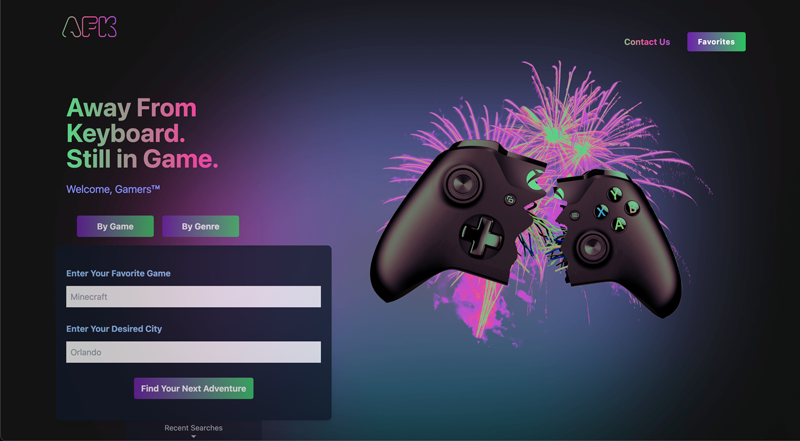 AFK
Contact Us
Favorites
Away From
Keyboard.
Still in Game.
Welcome, Gamers™
By Game
By Genre
Enter Your Favorite Game
Minecraft
Enter Your Desired City
Orlando
Find Your Next Adventure
Recent Searches
X
Y
A